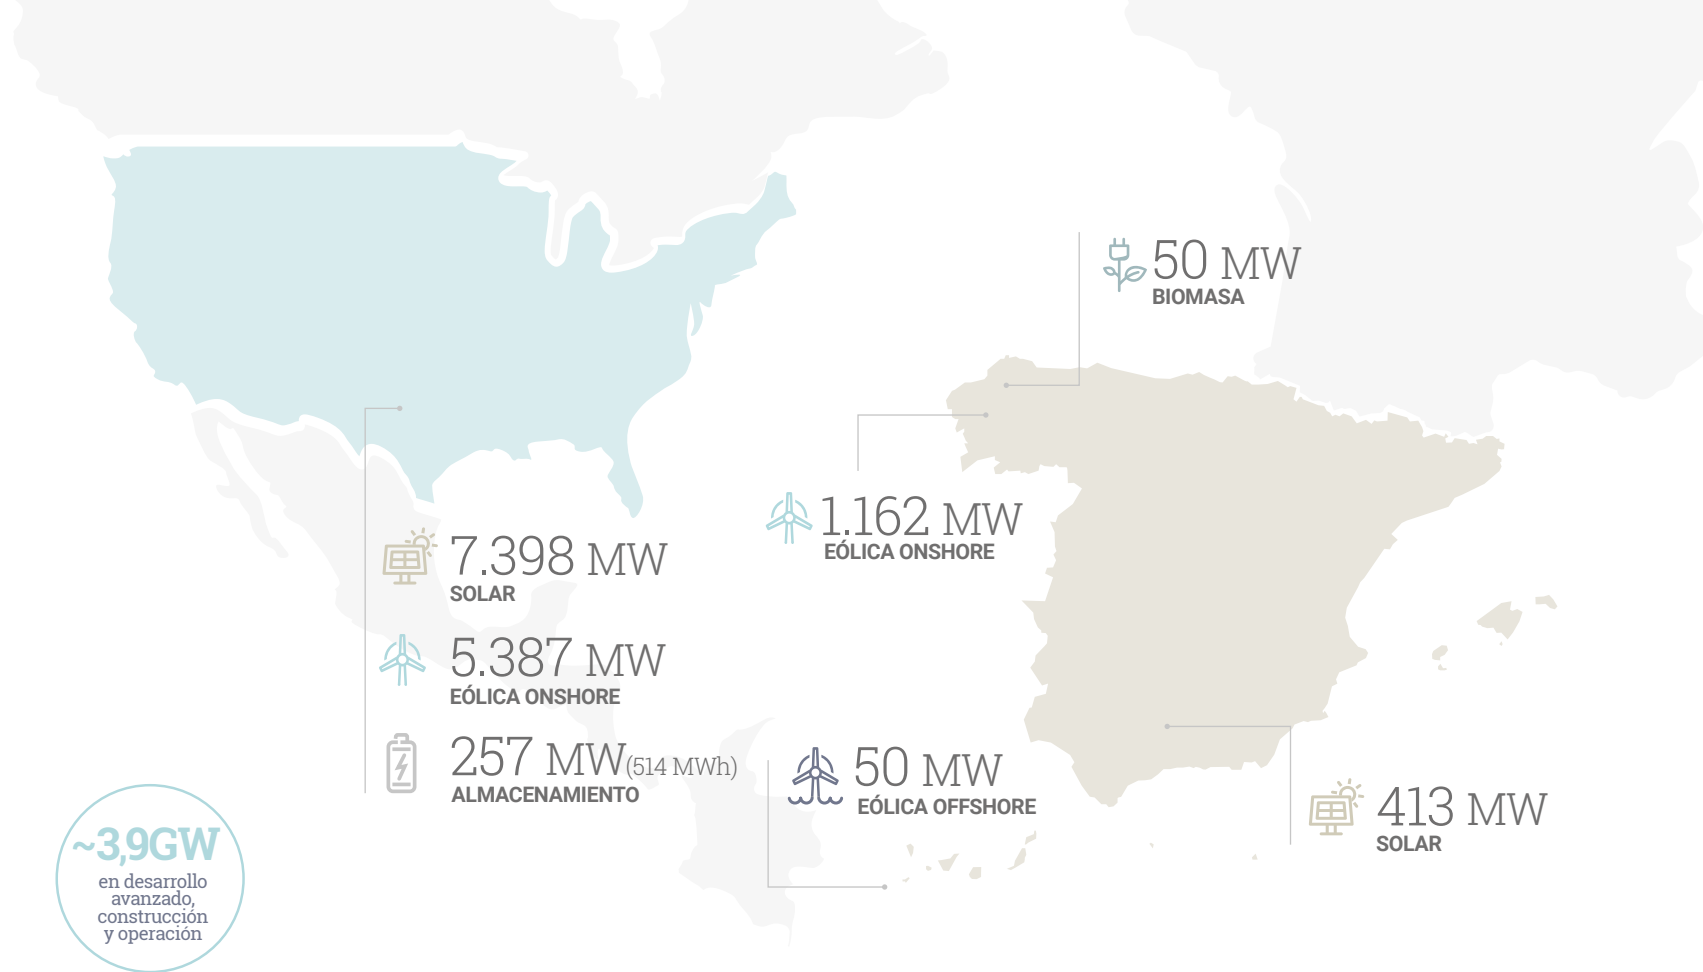 50 MW
BIOMASA
1.162 MW
EÓLICA ONSHORE
7.398 MW
SOLAR
5.387 MW
EÓLICA ONSHORE
257 MW(514 MWh)
ALMACENAMIENTO
50 MW
EÓLICA OFFSHORE
413 MW
SOLAR
~3,9GW
en desarrollo
avanzado,
construcción
y operación